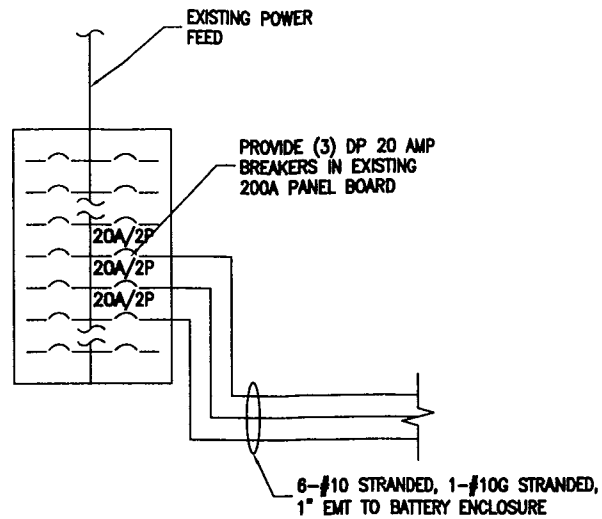 EXISTING POWER
FEED
PROVIDE (3) DP 20 AMP
BREAKERS IN EXISTING
200A PANEL BOARD
20A/2P
20A/2P
20A/2P
6-#10 STRANDED, 1-#10G STRANDED,
1" EMT TO BATTERY ENCLOSURE